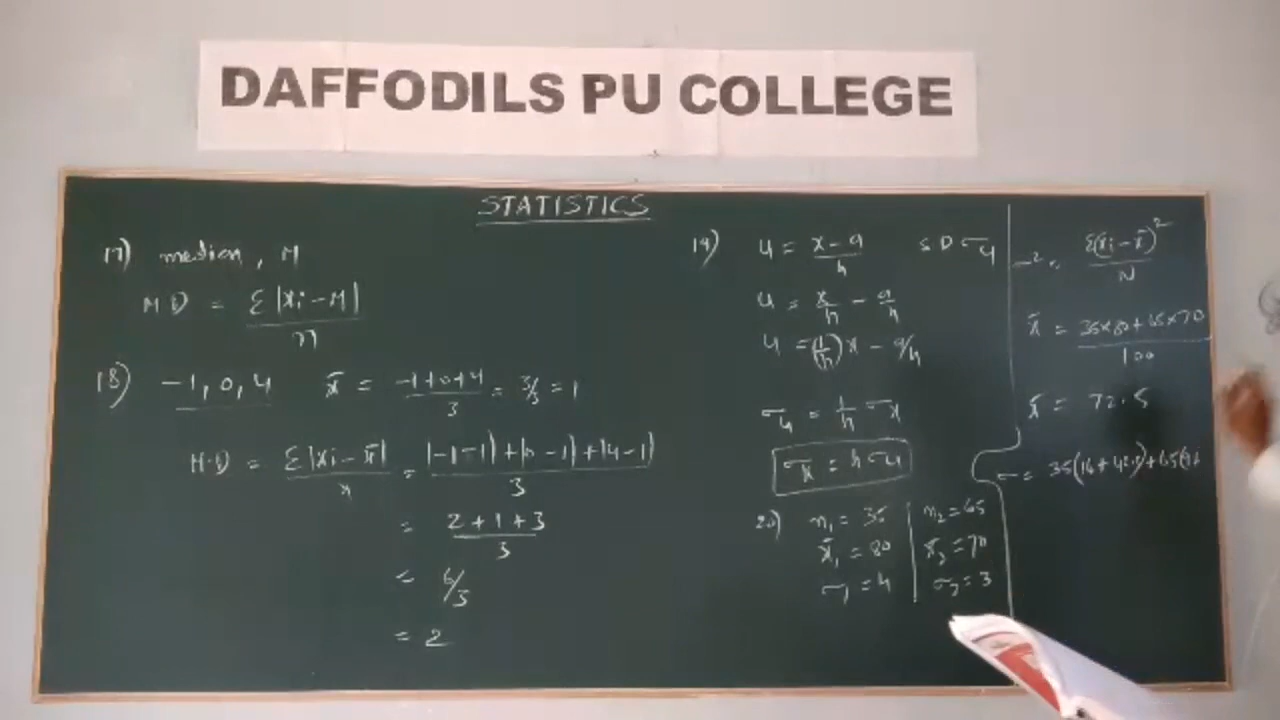 DAFFODILS PU COLLEGE
STATISTICS
17) median, M
M D = Σ|xi-M| / n
18) -1, 0, 4   x̄ = (-1+0+4)/3 = 3/3 = 1
M.D = Σ|xi-x̄| / n = (|-1-1|+|0-1|+|4-1|)/3
= (2+1+3)/3
= 6/3
= 2
19) u = (x-a)/h   S D σu
u = x/h - a/h
u = (1/h)x - a/h
σu = 1/h σx
σx = h σu
20) n₁ = 35   n₂ = 65
x̄₁ = 80   x̄₂ = 70
σ₁ = 4   σ₂ = 3
σ² = Σ(xi-x̄)² / N
x̄ = (35×80+65×70)/100
x̄ = 72.5